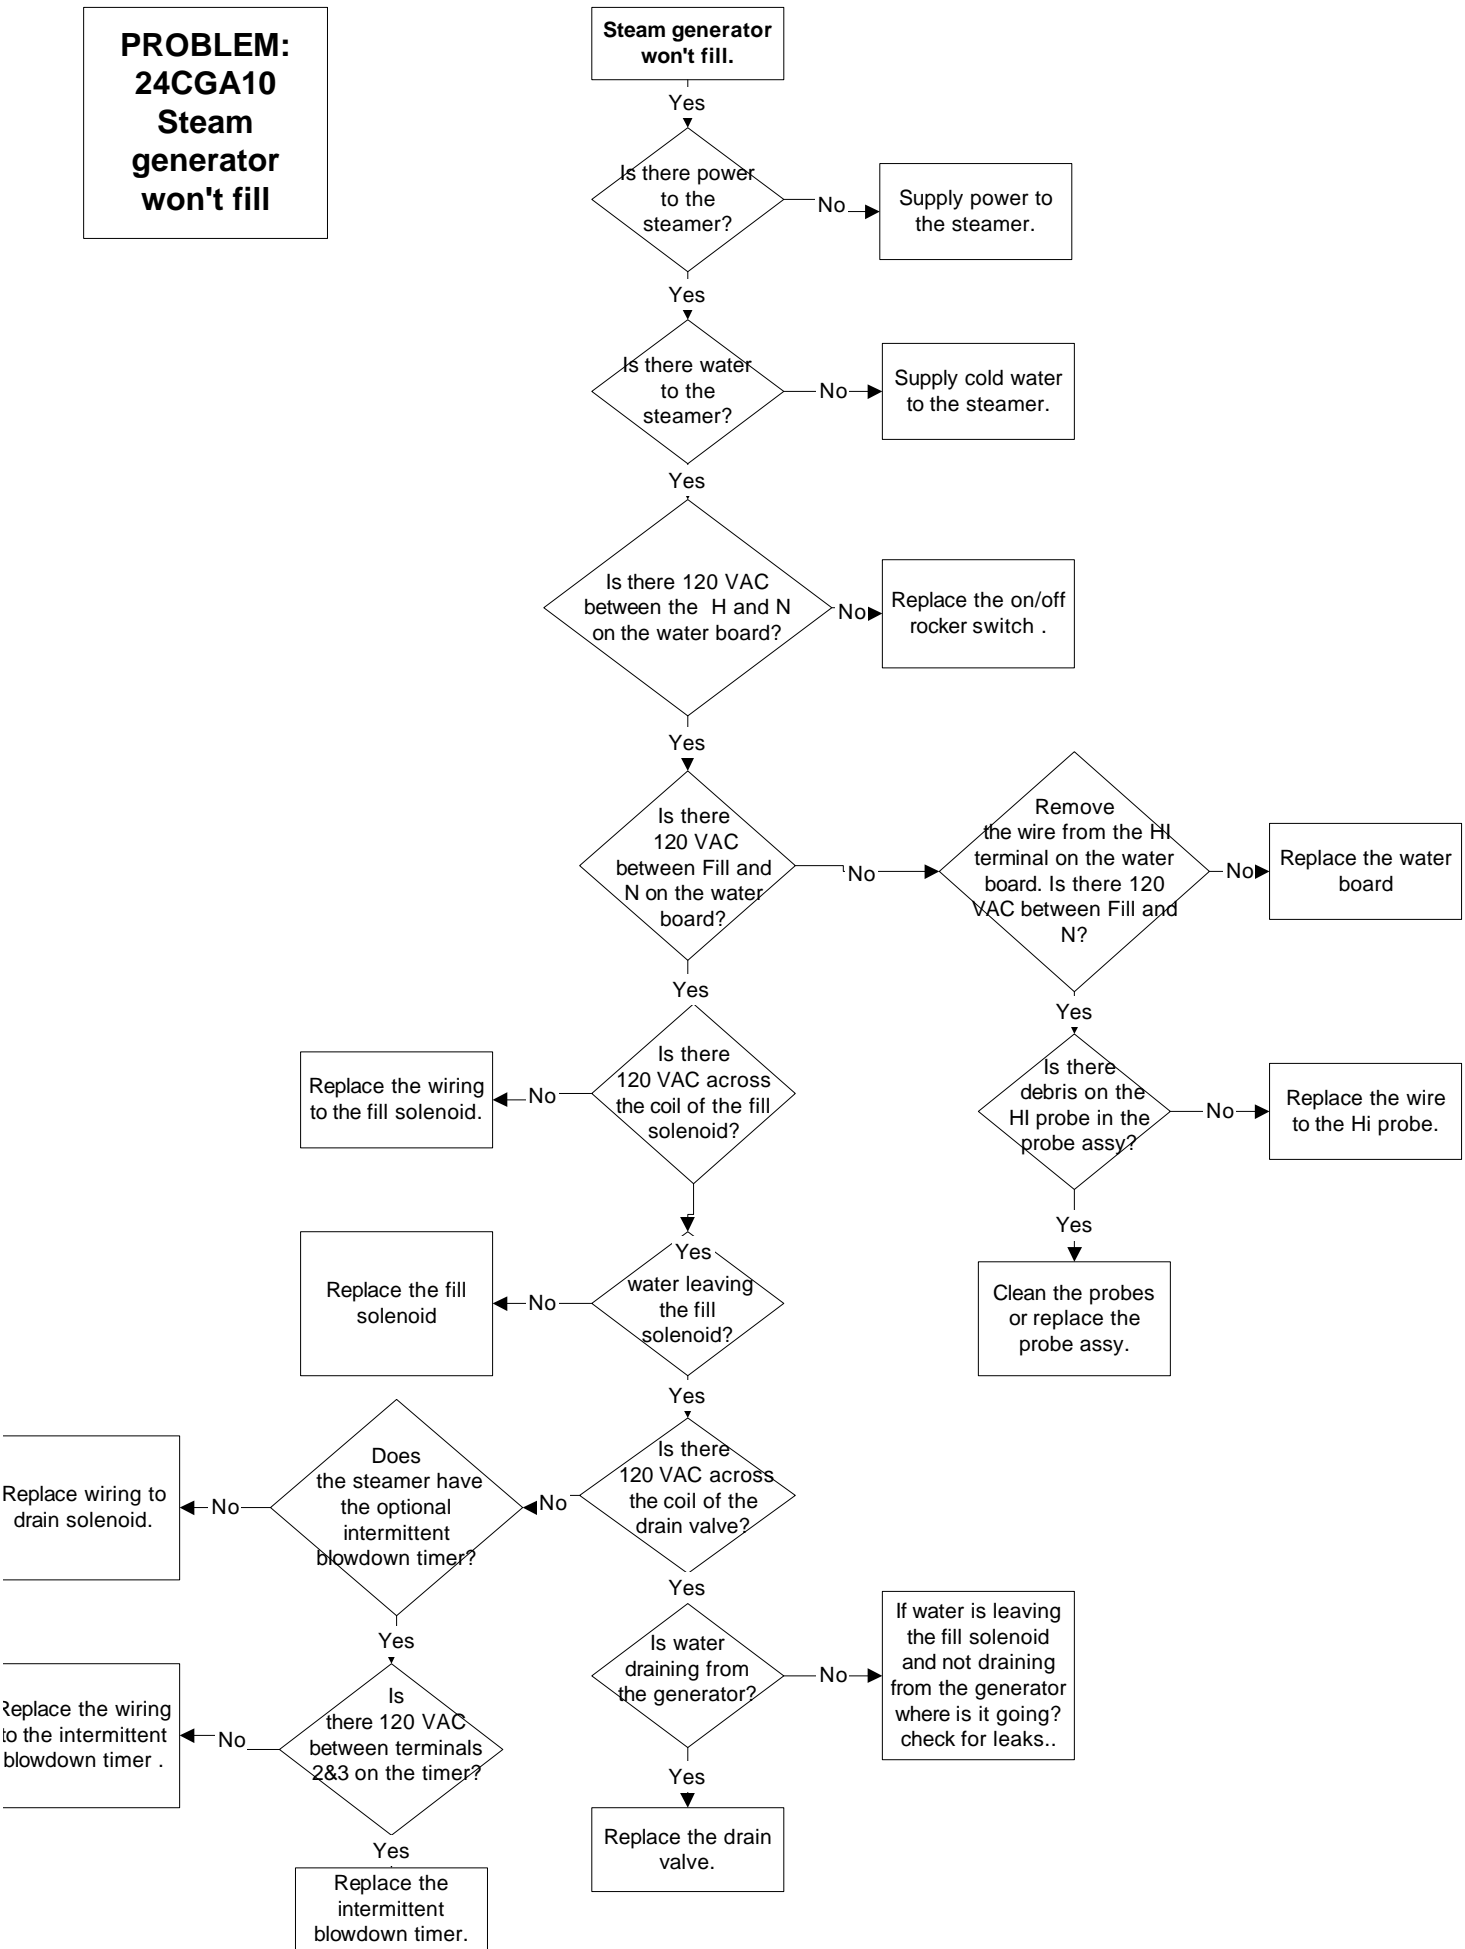 PROBLEM:
24CGA10
Steam
generator
won't fill
Steam generator
won't fill.
Yes
Is there power
to the
steamer?
No
Supply power to
the steamer.
Yes
Is there water
to the
steamer?
No
Supply cold water
to the steamer.
Yes
Is there 120 VAC
between the H and N
on the water board?
No
Replace the on/off
rocker switch .
Yes
Is there
120 VAC
between Fill and
N on the water
board?
No
Remove
the wire from the HI
terminal on the water
board. Is there 120
VAC between Fill and
N?
No
Replace the water
board
Yes
Is there
debris on the
HI probe in the
probe assy?
No
Replace the wire
to the Hi probe.
Yes
Clean the probes
or replace the
probe assy.
Yes
Is there
120 VAC across
the coil of the fill
solenoid?
No
Replace the wiring
to the fill solenoid.
Yes
water leaving
the fill
solenoid?
No
Replace the fill
solenoid
Yes
Is there
120 VAC across
the coil of the
drain valve?
No
Does
the steamer have
the optional
intermittent
blowdown timer?
No
Replace wiring to
drain solenoid.
Yes
Is
there 120 VAC
between terminals
2&3 on the timer?
No
Replace the wiring
to the intermittent
blowdown timer .
Yes
Replace the
intermittent
blowdown timer.
Yes
Is water
draining from
the generator?
No
If water is leaving
the fill solenoid
and not draining
from the generator
where is it going?
check for leaks..
Yes
Replace the drain
valve.